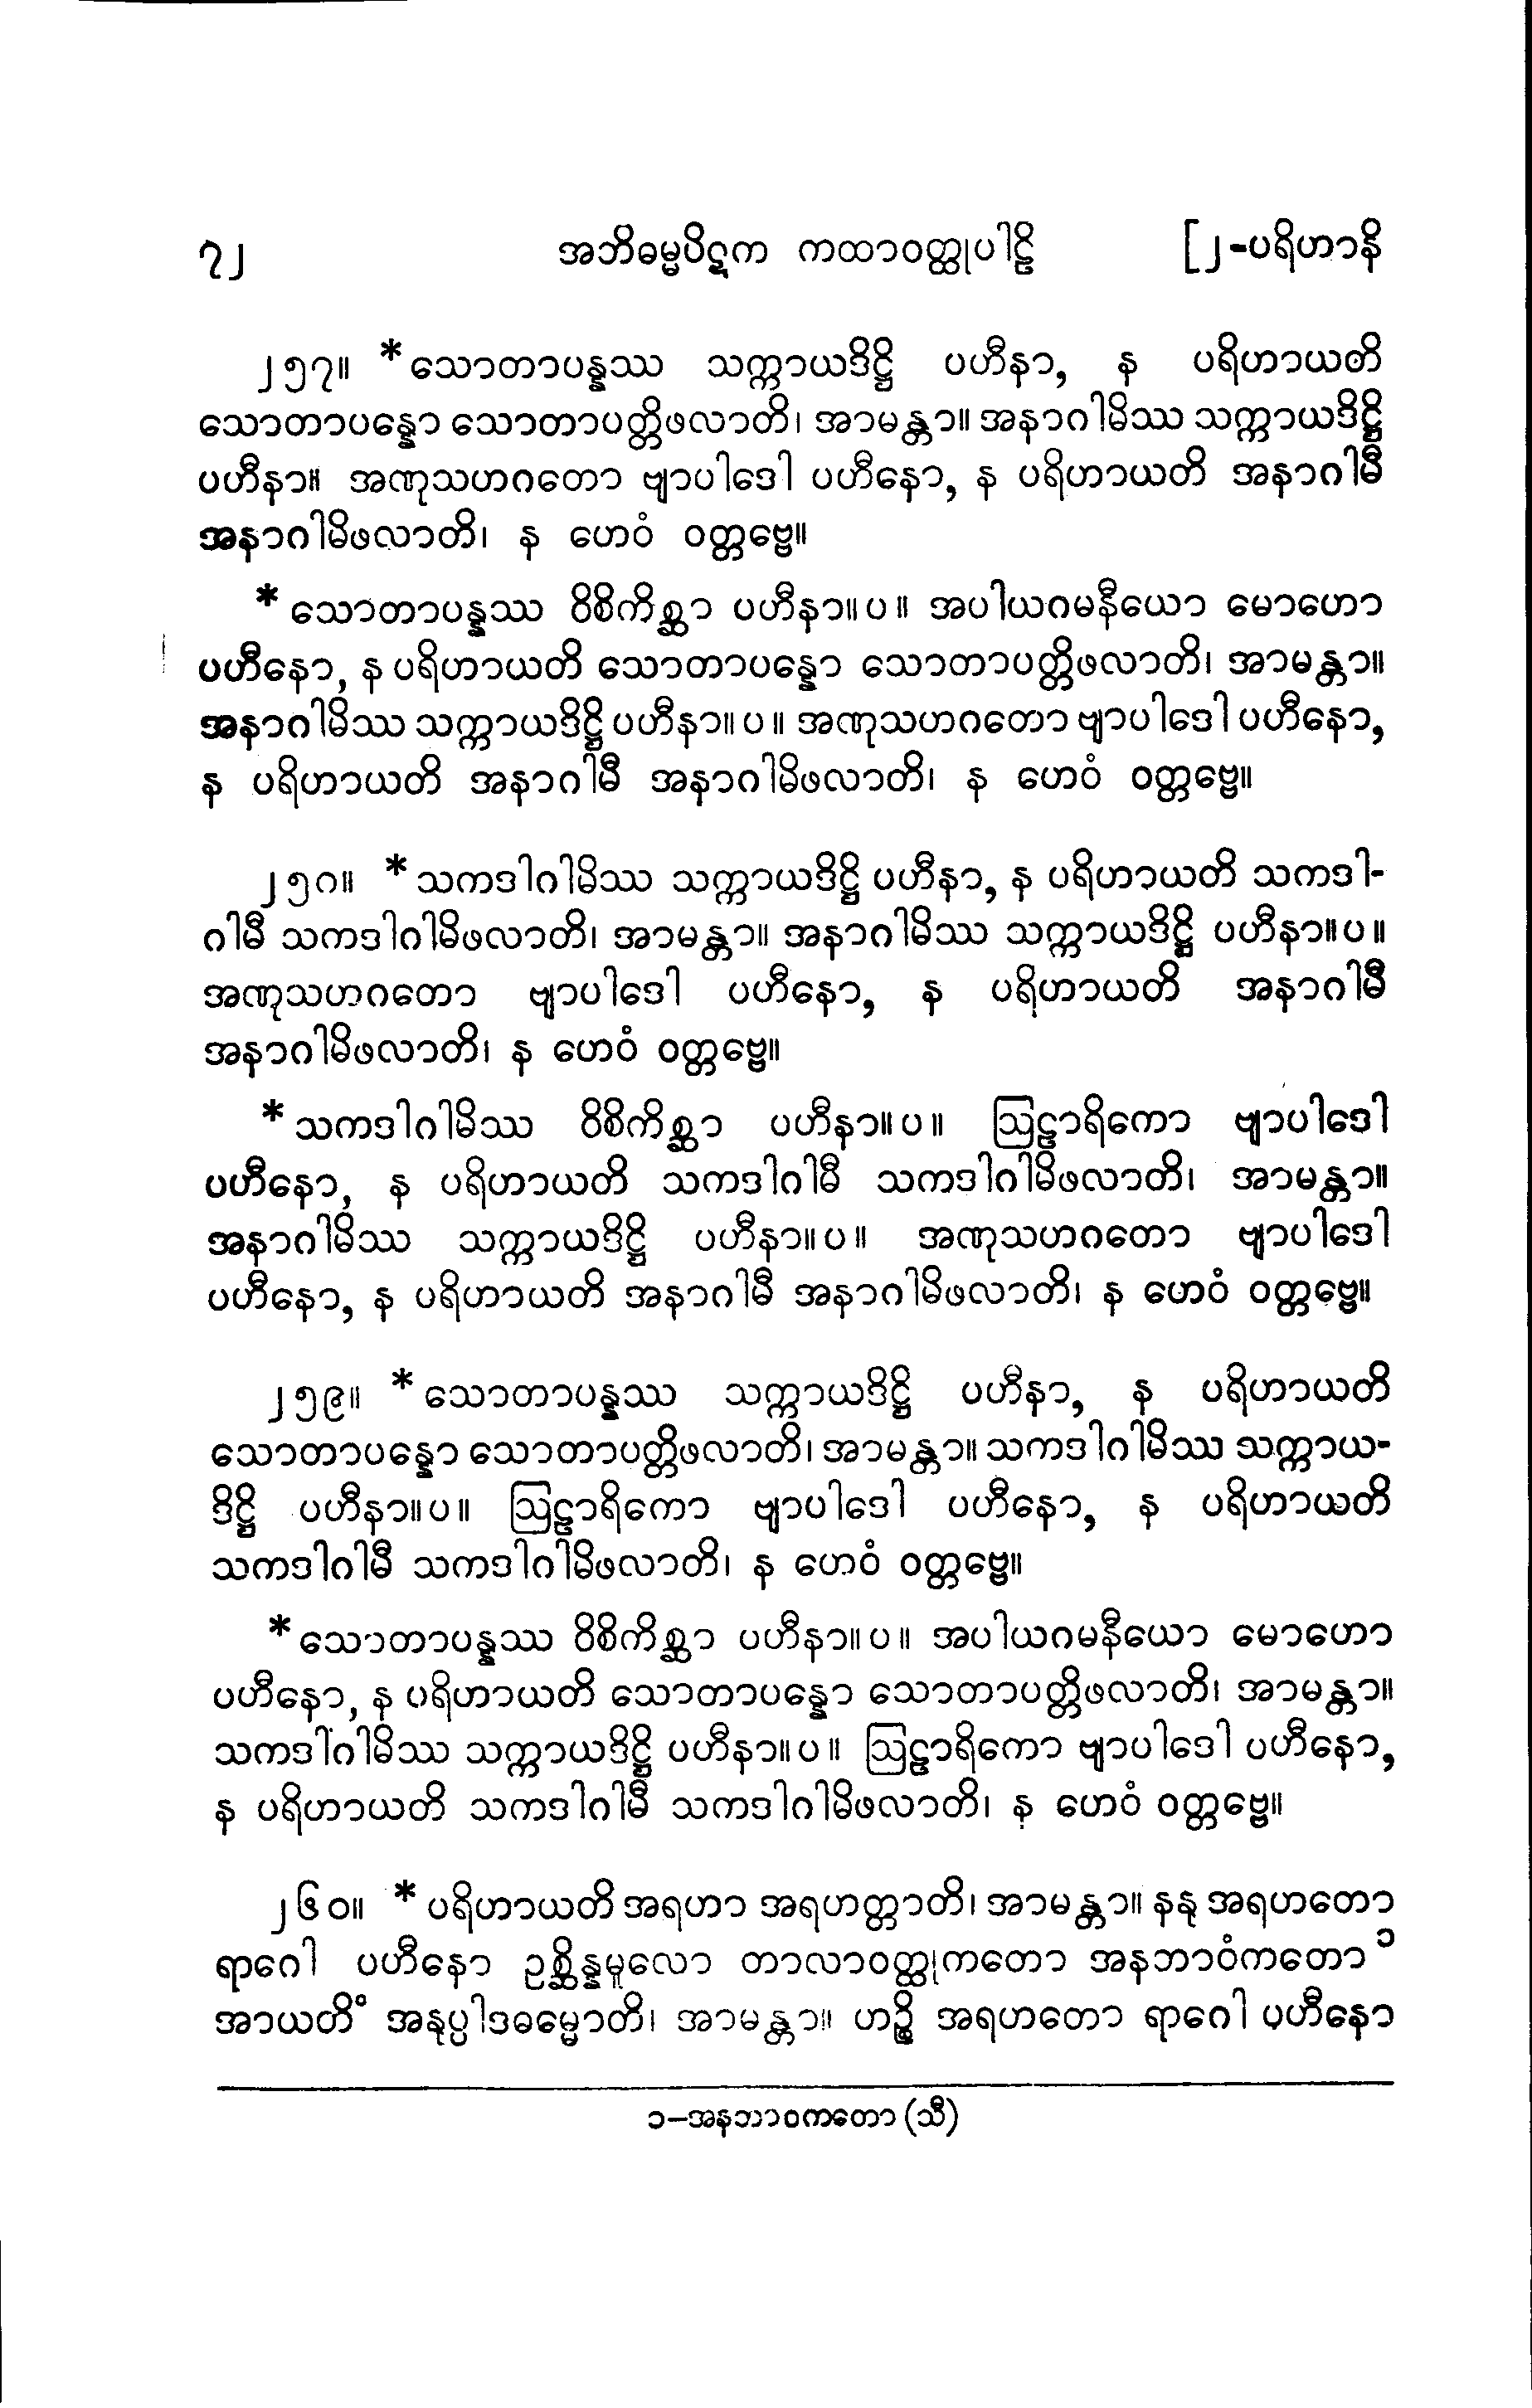 ၇၂ အဘိဓမ္မပိဋက ကထာဝတ္ထုပါဠိ [၂-ပရိဟာနိ
၂၅၇။ *သောတာပန္နဿ သက္ကာယဒိဋ္ဌိ ပဟီနာ, န ပရိဟာယတိ
သောတာပန္နော သောတာပတ္တိဖလာတိ၊ အာမန္တာ။ အနာဂါမိဿ သက္ကာယဒိဋ္ဌိ
ပဟီနာ။ အဏုသဟဂတော ဗျာပါဒေါ ပဟီနော, န ပရိဟာယတိ အနာဂါမီ
အနာဂါမိဖလာတိ၊ န ဟေဝံ ဝတ္တဗ္ဗေ။
*သောတာပန္နဿ ဝိစိကိစ္ဆာ ပဟီနာ။ပ။ အပါယဂမနီယော မောဟော
ပဟီနော, န ပရိဟာယတိ သောတာပန္နော သောတာပတ္တိဖလာတိ၊ အာမန္တာ။
အနာဂါမိဿ သက္ကာယဒိဋ္ဌိ ပဟီနာ။ပ။ အဏုသဟဂတော ဗျာပါဒေါ ပဟီနော,
န ပရိဟာယတိ အနာဂါမီ အနာဂါမိဖလာတိ၊ န ဟေဝံ ဝတ္တဗ္ဗေ။
၂၅၈။ *သကဒါဂါမိဿ သက္ကာယဒိဋ္ဌိ ပဟီနာ, န ပရိဟာယတိ သကဒါ-
ဂါမီ သကဒါဂါမိဖလာတိ၊ အာမန္တာ။ အနာဂါမိဿ သက္ကာယဒိဋ္ဌိ ပဟီနာ။ပ။
အဏုသဟဂတော ဗျာပါဒေါ ပဟီနော, န ပရိဟာယတိ အနာဂါမီ
အနာဂါမိဖလာတိ၊ န ဟေဝံ ဝတ္တဗ္ဗေ။
*သကဒါဂါမိဿ ဝိစိကိစ္ဆာ ပဟီနာ။ပ။ ဩဠာရိကော ဗျာပါဒေါ
ပဟီနော, န ပရိဟာယတိ သကဒါဂါမီ သကဒါဂါမိဖလာတိ၊ အာမန္တာ။
အနာဂါမိဿ သက္ကာယဒိဋ္ဌိ ပဟီနာ။ပ။ အဏုသဟဂတော ဗျာပါဒေါ
ပဟီနော, န ပရိဟာယတိ အနာဂါမီ အနာဂါမိဖလာတိ၊ န ဟေဝံ ဝတ္တဗ္ဗေ။
၂၅၉။ *သောတာပန္နဿ သက္ကာယဒိဋ္ဌိ ပဟီနာ, န ပရိဟာယတိ
သောတာပန္နော သောတာပတ္တိဖလာတိ၊ အာမန္တာ။ သကဒါဂါမိဿ သက္ကာယ-
ဒိဋ္ဌိ ပဟီနာ။ပ။ ဩဠာရိကော ဗျာပါဒေါ ပဟီနော, န ပရိဟာယတိ
သကဒါဂါမီ သကဒါဂါမိဖလာတိ၊ န ဟေဝံ ဝတ္တဗ္ဗေ။
*သောတာပန္နဿ ဝိစိကိစ္ဆာ ပဟီနာ။ပ။ အပါယဂမနီယော မောဟော
ပဟီနော, န ပရိဟာယတိ သောတာပန္နော သောတာပတ္တိဖလာတိ၊ အာမန္တာ။
သကဒါဂါမိဿ သက္ကာယဒိဋ္ဌိ ပဟီနာ။ပ။ ဩဠာရိကော ဗျာပါဒေါ ပဟီနော,
န ပရိဟာယတိ သကဒါဂါမီ သကဒါဂါမိဖလာတိ၊ န ဟေဝံ ဝတ္တဗ္ဗေ။
၂၆၀။ *ပရိဟာယတိ အရဟာ အရဟတ္တာတိ၊ အာမန္တာ။ နနု အရဟတော
ရာဂေါ ပဟီနော ဥစ္ဆိန္နမူလော တာလာဝတ္ထုကတော အနဘာဝံကတော ၁
အာယတိံ အနုပ္ပါဒဓမ္မောတိ၊ အာမန္တာ။ ဟဉ္စိ အရဟတော ရာဂေါ ပဟီနော
၁-အနဘာဝကတော (သီ)